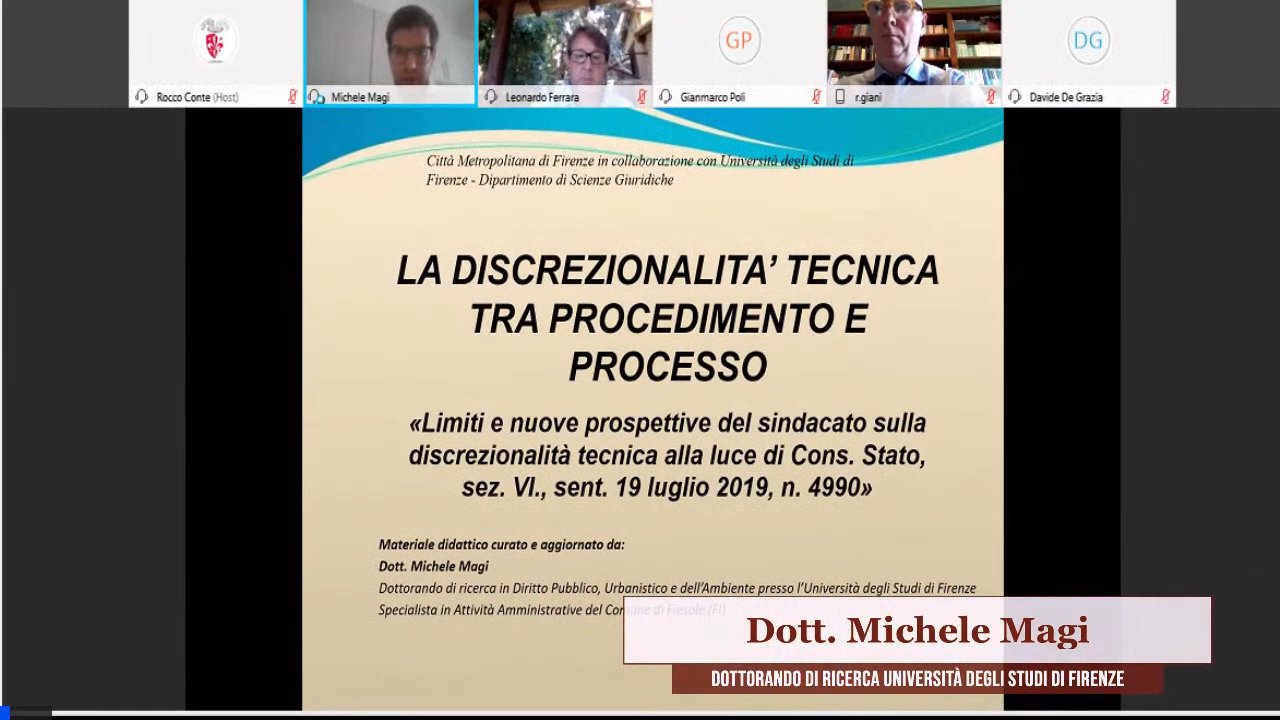 GP
DG
Rocco Conte (Host)
Michele Magi
Leonardo Ferrara
Gianmarco Poli
r.giani
Davide De Grazia
Città Metropolitana di Firenze in collaborazione con Università degli Studi di
Firenze - Dipartimento di Scienze Giuridiche
LA DISCREZIONALITA’ TECNICA
TRA PROCEDIMENTO E
PROCESSO
«Limiti e nuove prospettive del sindacato sulla
discrezionalità tecnica alla luce di Cons. Stato,
sez. VI., sent. 19 luglio 2019, n. 4990»
Materiale didattico curato e aggiornato da:
Dott. Michele Magi
Dottorando di ricerca in Diritto Pubblico, Urbanistico e dell’Ambiente presso l’Università degli Studi di Firenze
Specialista in Attività Amministrative del Comune di Fiesole (FI)
Dott. Michele Magi
DOTTORANDO DI RICERCA UNIVERSITÀ DEGLI STUDI DI FIRENZE